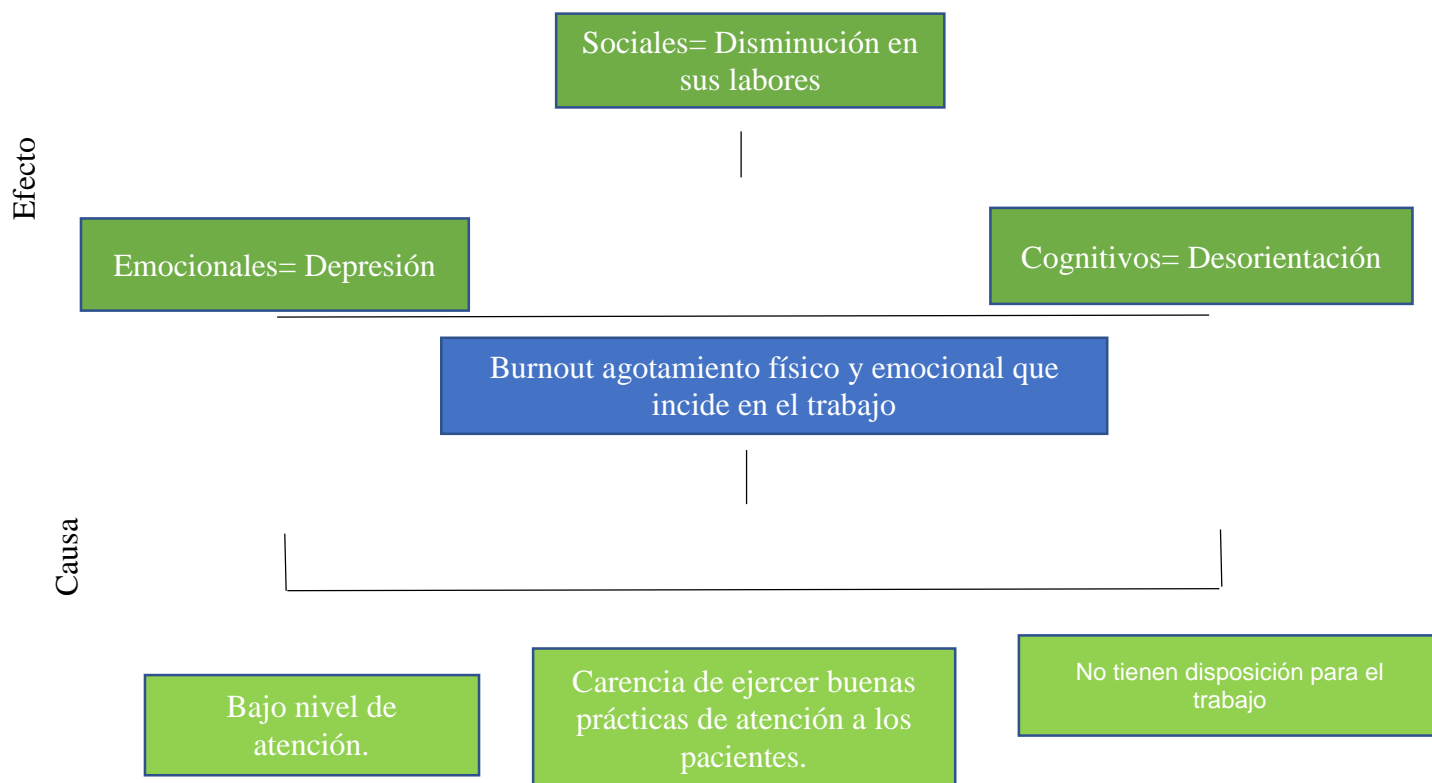 Sociales= Disminución en
sus labores
Efecto
Emocionales= Depresión
Cognitivos= Desorientación
Burnout agotamiento físico y emocional que
incide en el trabajo
Causa
Bajo nivel de
atención.
Carencia de ejercer buenas
prácticas de atención a los
pacientes.
No tienen disposición para el
trabajo